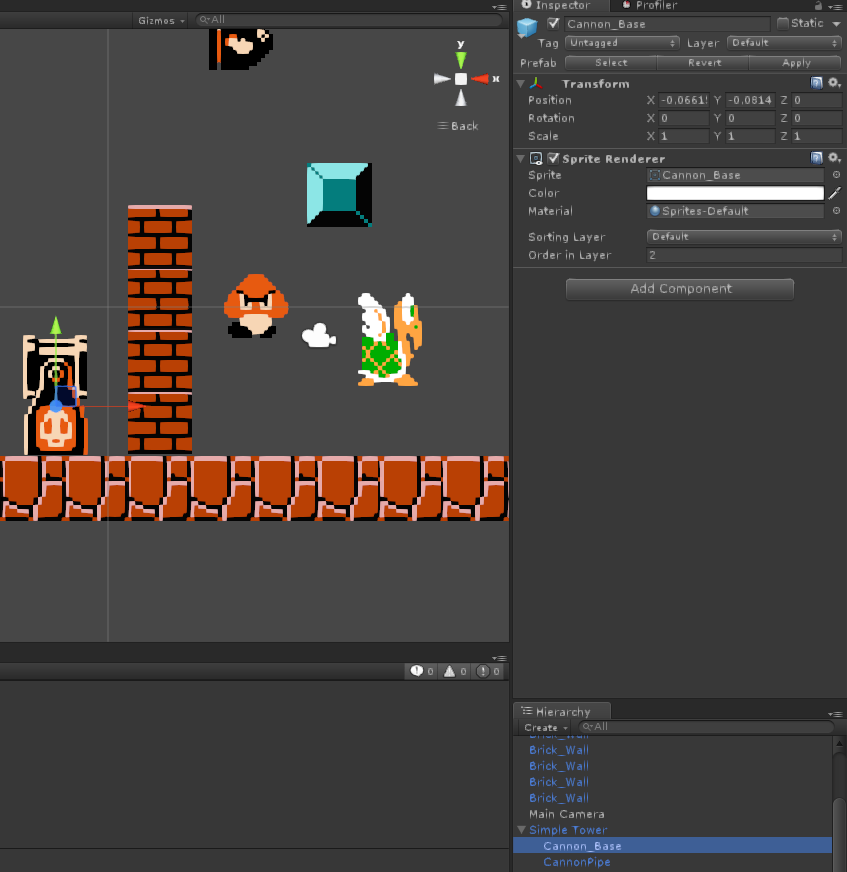 Inspector Profiler
Gizmos All
Cannon_Base Static
Tag Untagged Layer Default
Prefab Select Revert Apply
y
x
Back
Transform
Position X -0.0661 Y -0.0814 Z 0
Rotation X 0 Y 0 Z 0
Scale X 1 Y 1 Z 1
Sprite Renderer
Sprite Cannon_Base
Color
Material Sprites-Default
Sorting Layer Default
Order in Layer 2
Add Component
0 0 0
Hierarchy
Create All
Brick_Wall
Brick_Wall
Brick_Wall
Brick_Wall
Brick_Wall
Main Camera
Simple Tower
Cannon_Base
CannonPipe